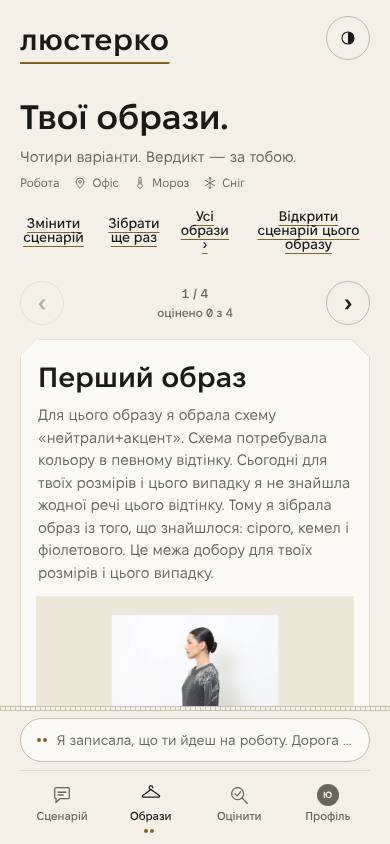 люстерко
Твої образи.
Чотири варіанти. Вердикт — за тобою.
Робота Офіс Мороз Сніг
Змінити сценарій
Зібрати ще раз
Усі образи ›
Відкрити сценарій цього образу
‹
1 / 4
оцінено 0 з 4
›
Перший образ
Для цього образу я обрала схему
«нейтрали+акцент». Схема потребувала
кольору в певному відтінку. Сьогодні для
твоїх розмірів і цього випадку я не знайшла
жодної речі цього відтінку. Тому я зібрала
образ із того, що знайшлося: сірого, кемел і
фіолетового. Це межа добору для твоїх
розмірів і цього випадку.
Я записала, що ти йдеш на роботу. Дорога ...
Сценарій
Образи
Оцінити
Ю
Профіль